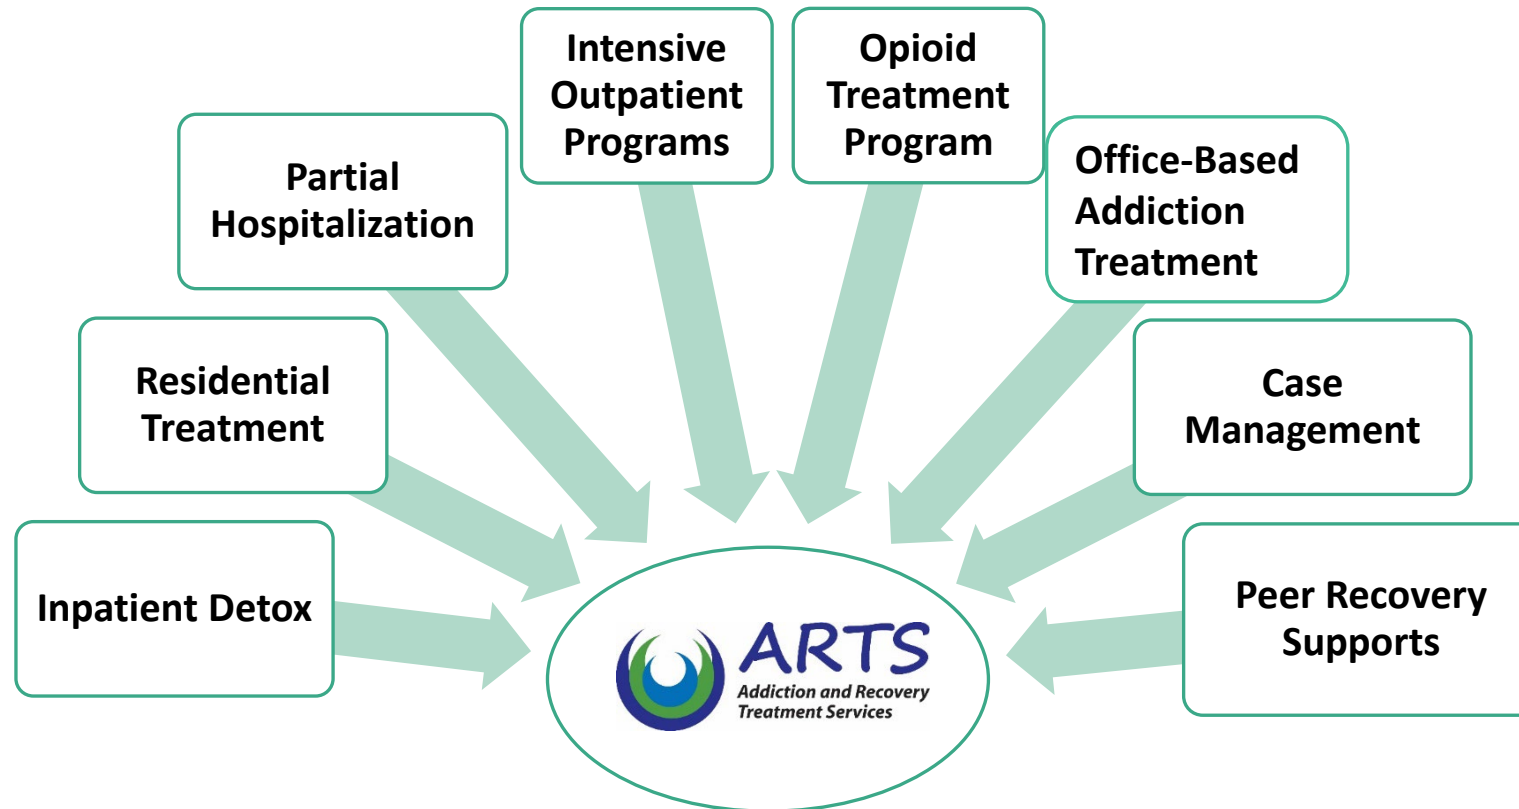 Intensive
Outpatient
Programs
Opioid
Treatment
Program
Partial
Hospitalization
Office-Based
Addiction
Treatment
Residential
Treatment
Case
Management
Inpatient Detox
Peer Recovery
Supports
ARTS
Addiction and Recovery
Treatment Services